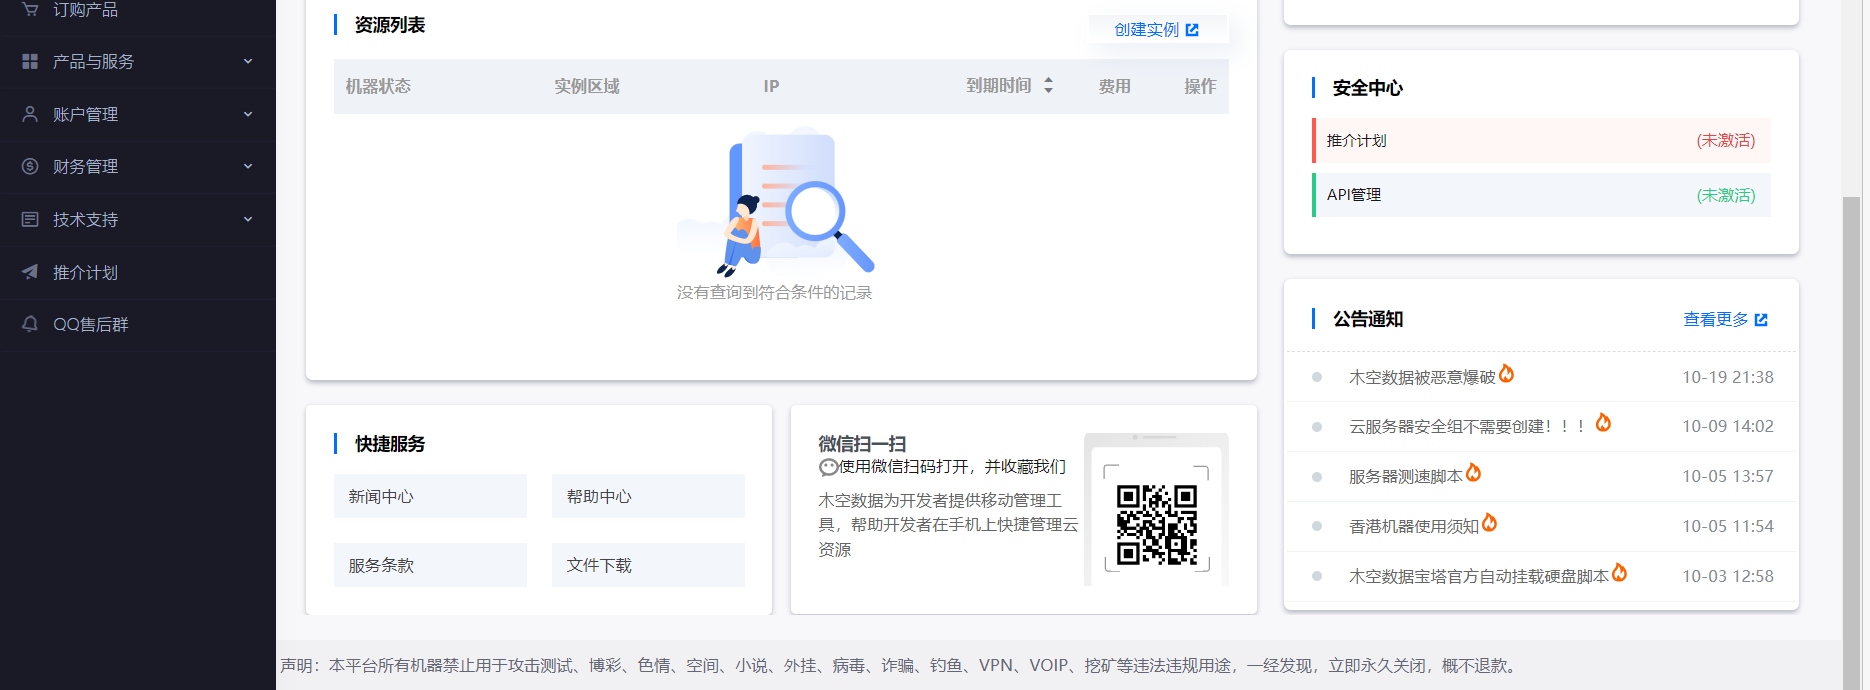 订购产品
产品与服务
账户管理
财务管理
技术支持
推介计划
QQ售后群
资源列表
创建实例
机器状态 实例区域 IP 到期时间 费用 操作
没有查询到符合条件的记录
快捷服务
新闻中心 帮助中心
服务条款 文件下载
微信扫一扫
使用微信扫码打开，并收藏我们
木空数据为开发者提供移动管理工
具，帮助开发者在手机上快捷管理云
资源
安全中心
推介计划 (未激活)
API管理 (未激活)
公告通知 查看更多
木空数据被恶意爆破 10-19 21:38
云服务器安全组不需要创建！！！ 10-09 14:02
服务器测速脚本 10-05 13:57
香港机器使用须知 10-05 11:54
木空数据宝塔官方自动挂载硬盘脚本 10-03 12:58
声明：本平台所有机器禁止用于攻击测试、博彩、色情、空间、小说、外挂、病毒、诈骗、钓鱼、VPN、VOIP、挖矿等违法违规用途，一经发现，立即永久关闭，概不退款。